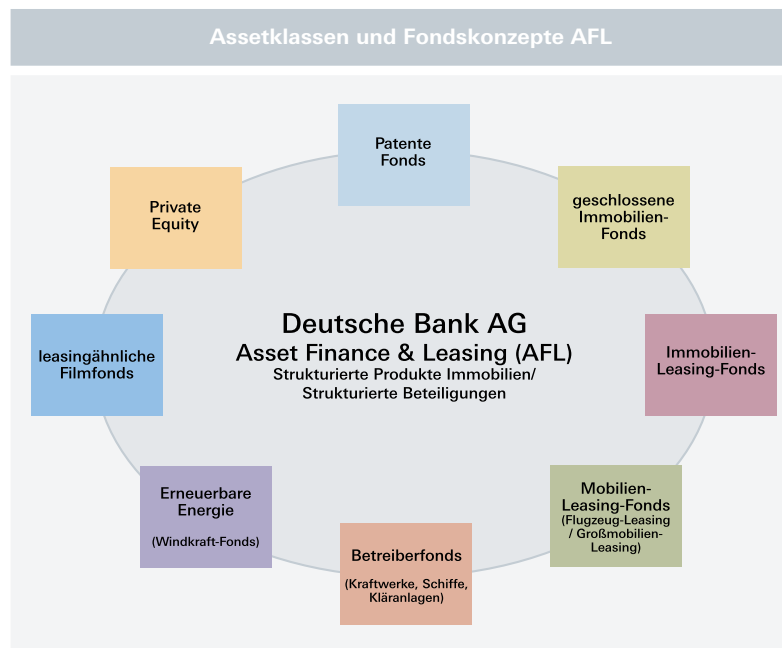 Assetklassen und Fondskonzepte AFL
Patente
Fonds
Private
Equity
geschlossene
Immobilien-
Fonds
Deutsche Bank AG
Asset Finance & Leasing (AFL)
Strukturierte Produkte Immobilien/
Strukturierte Beteiligungen
leasingähnliche
Filmfonds
Immobilien-
Leasing-Fonds
Erneuerbare
Energie
(Windkraft-Fonds)
Mobilien-
Leasing-Fonds
(Flugzeug-Leasing
/ Großmobilien-
Leasing)
Betreiberfonds
(Kraftwerke, Schiffe,
Kläranlagen)